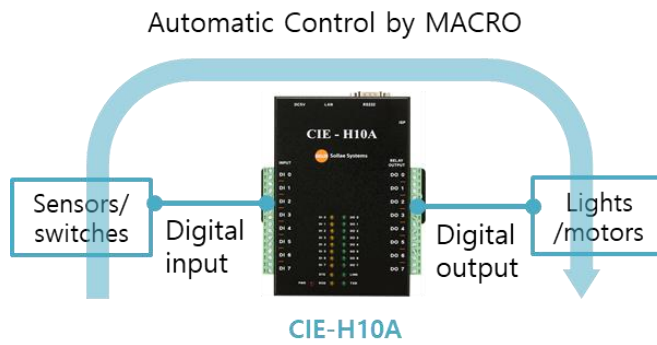 Automatic Control by MACRO
DC5V LAN RS232
ISP
CIE - H10A
Sollae Systems
INPUT
RELAY
OUTPUT
DI 0
DI 1
DI 2
DI 3
DI 4
DI 5
DI 6
DI 7
DO 0
DO 1
DO 2
DO 3
DO 4
DO 5
DO 6
DO 7
Sensors/
switches
Digital
input
Digital
output
Lights
/motors
CIE-H10A